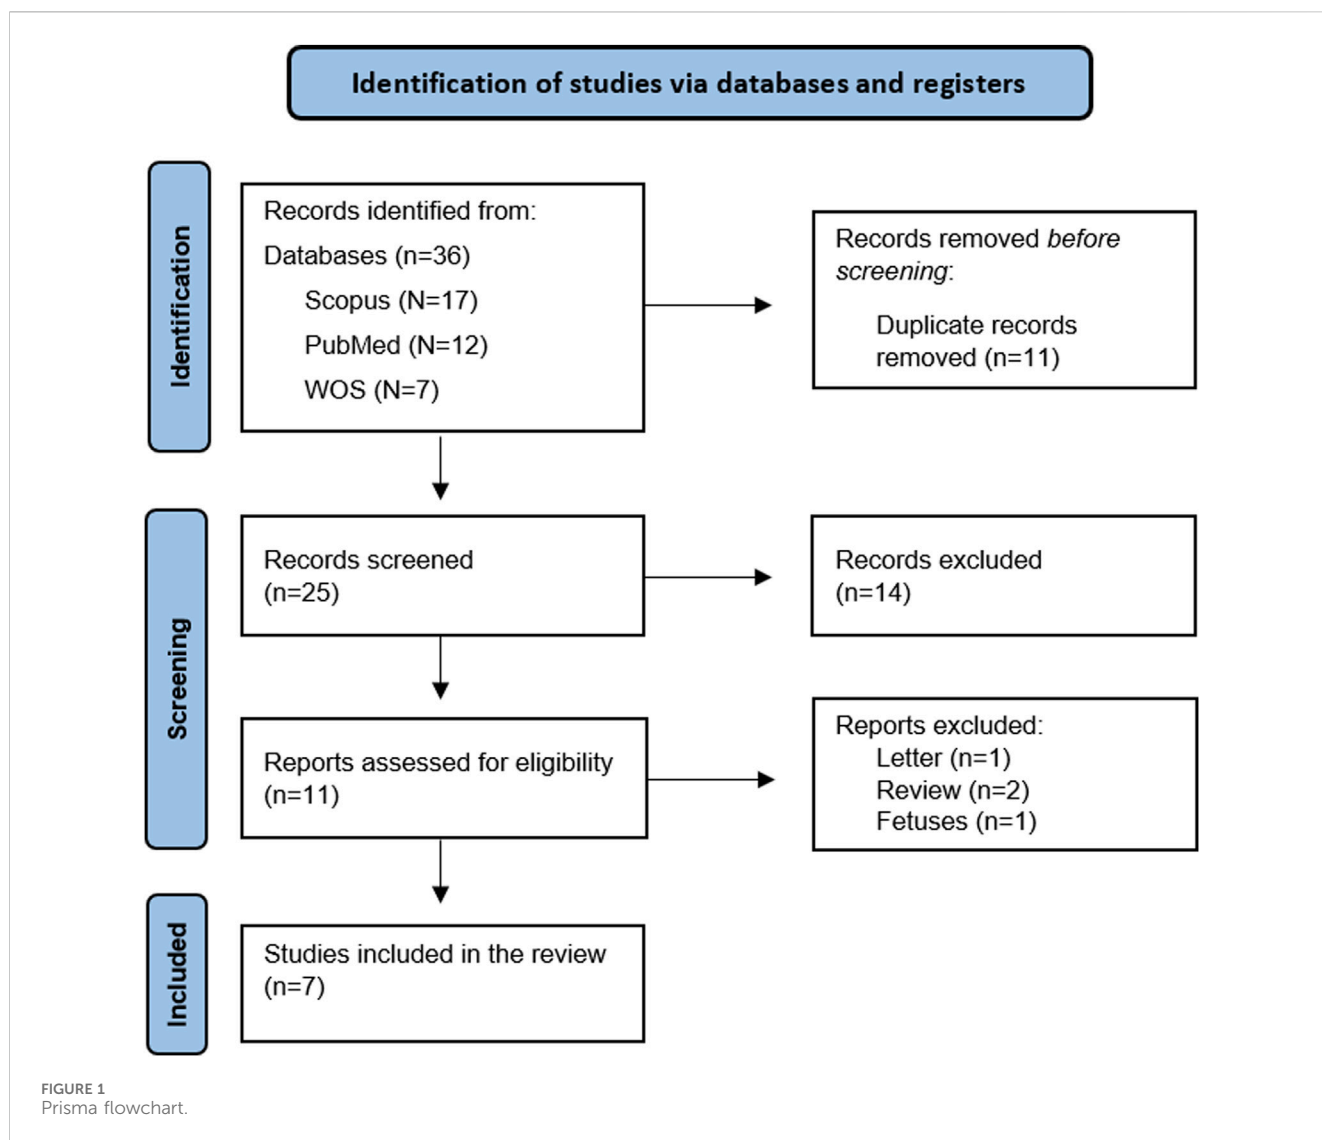 Identification of studies via databases and registers
Identification
Records identified from:
Databases (n=36)
Scopus (N=17)
PubMed (N=12)
WOS (N=7)
Records removed before
screening:
Duplicate records
removed (n=11)
Screening
Records screened
(n=25)
Records excluded
(n=14)
Reports assessed for eligibility
(n=11)
Reports excluded:
Letter (n=1)
Review (n=2)
Fetuses (n=1)
Included
Studies included in the review
(n=7)
FIGURE 1
Prisma flowchart.